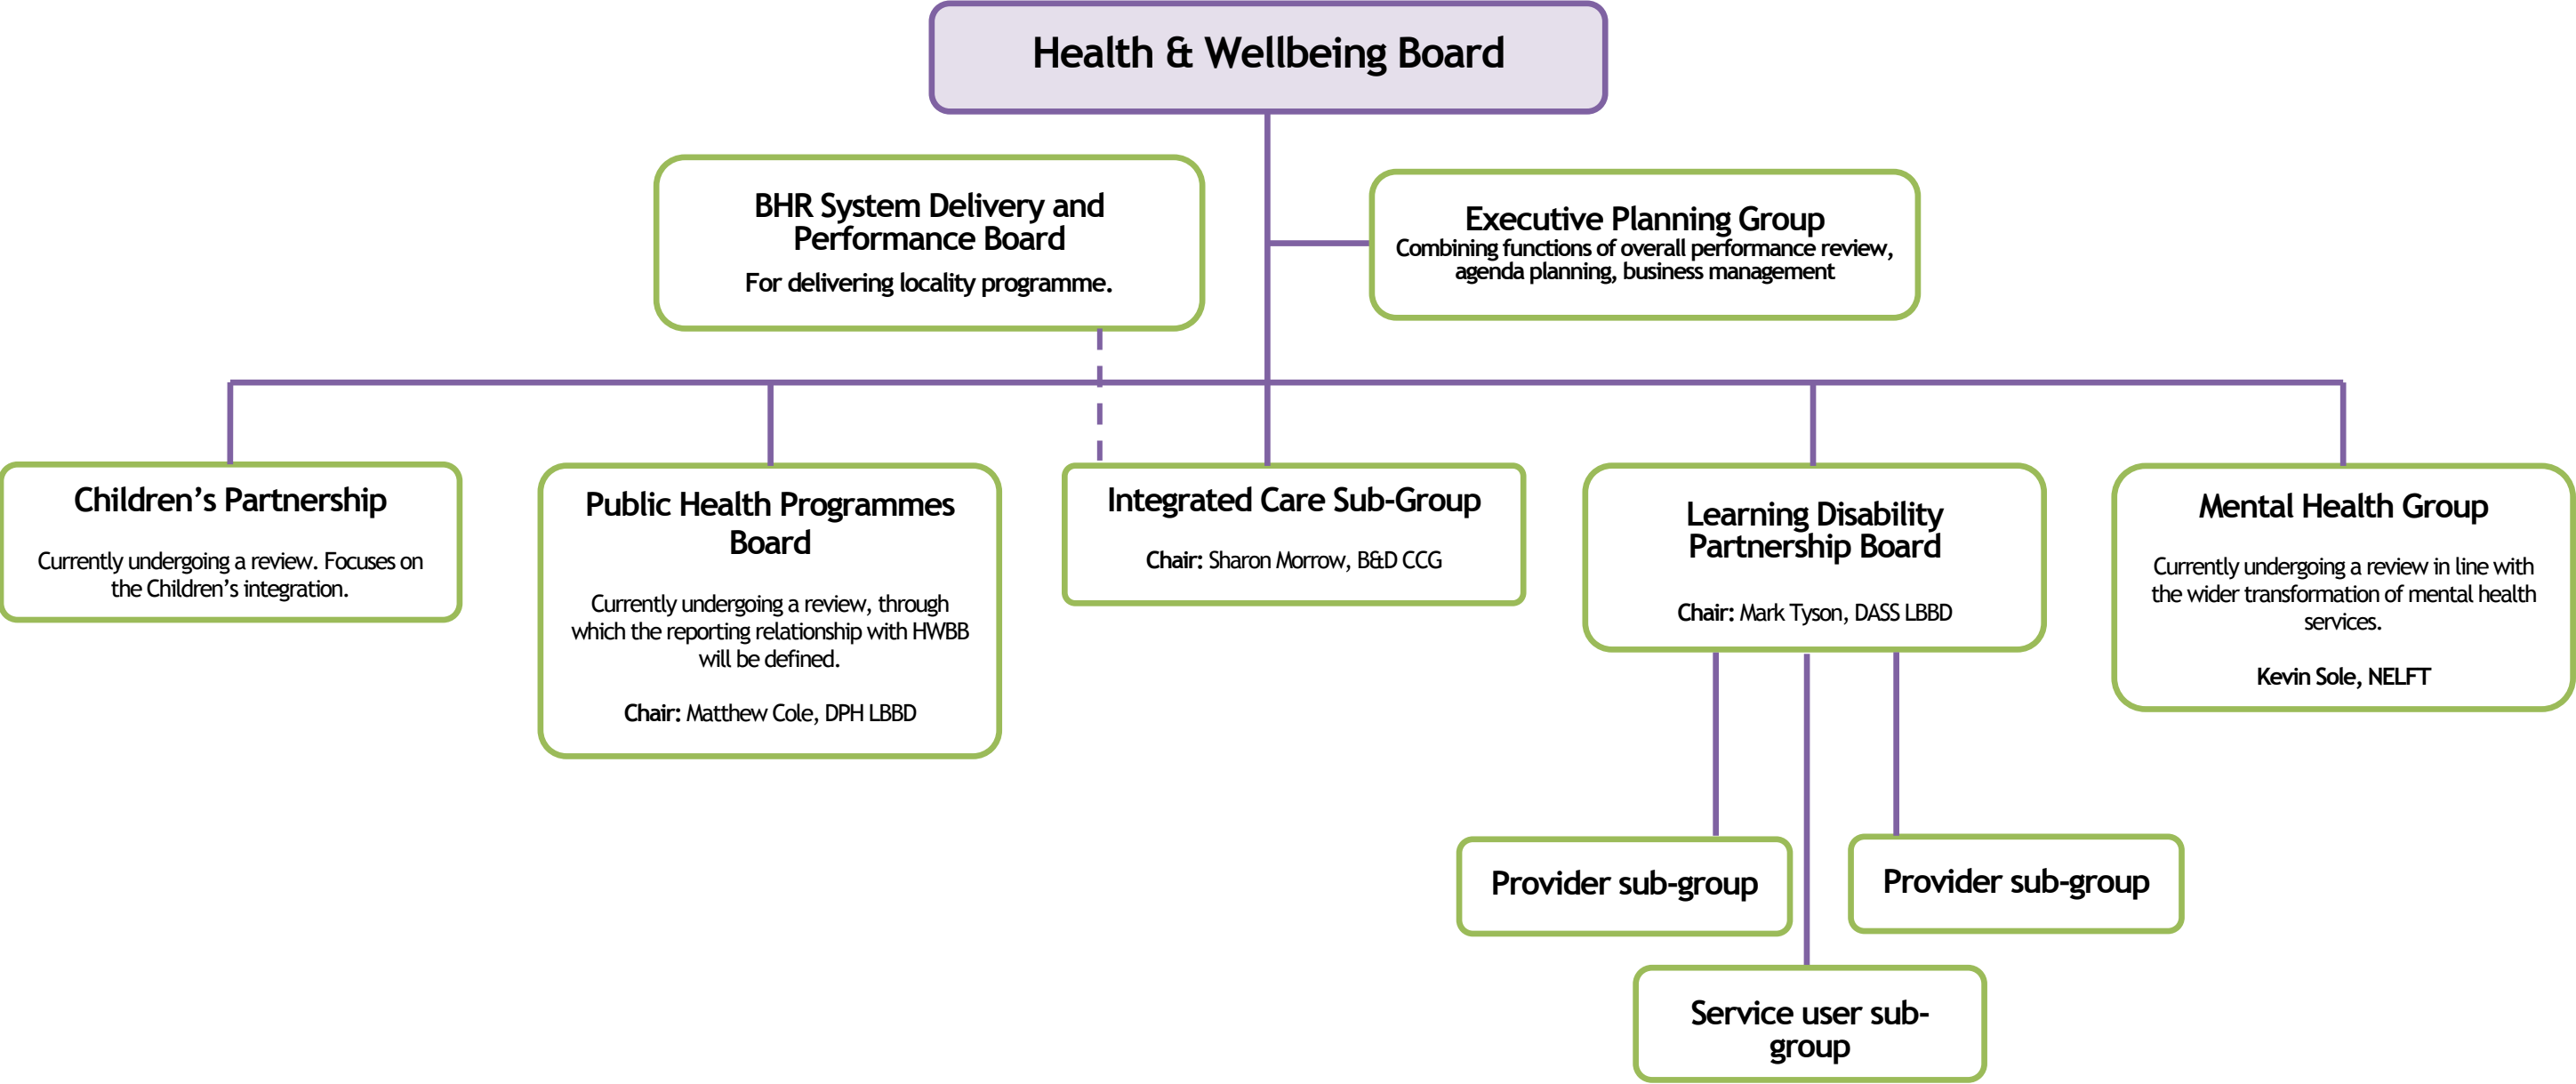 Health & Wellbeing Board
BHR System Delivery and
Performance Board
For delivering locality programme.
Executive Planning Group
Combining functions of overall performance review,
agenda planning, business management
Children’s Partnership
Currently undergoing a review. Focuses on
the Children’s integration.
Public Health Programmes
Board
Currently undergoing a review, through
which the reporting relationship with HWBB
will be defined.
Chair: Matthew Cole, DPH LBBD
Integrated Care Sub-Group
Chair: Sharon Morrow, B&D CCG
Learning Disability
Partnership Board
Chair: Mark Tyson, DASS LBBD
Mental Health Group
Currently undergoing a review in line with
the wider transformation of mental health
services.
Kevin Sole, NELFT
Provider sub-group
Provider sub-group
Service user sub-
group